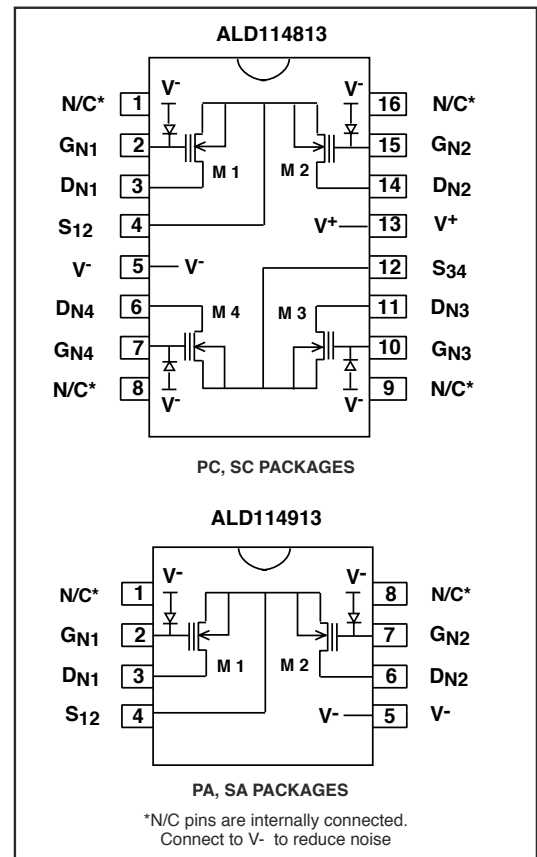 ALD114813
V- V-
N/C* 1 16 N/C*
GN1 2 15 GN2
M 1 M 2
DN1 3 14 DN2
S12 4 V+ 13 V+
V- 5 V- 12 S34
DN4 6 M 4 M 3 11 DN3
GN4 7 10 GN3
N/C* 8 V- V- 9 N/C*
PC, SC PACKAGES
ALD114913
V- V-
N/C* 1 8 N/C*
GN1 2 7 GN2
DN1 3 M 1 M 2 6 DN2
S12 4 V- 5 V-
PA, SA PACKAGES
*N/C pins are internally connected.
Connect to V- to reduce noise